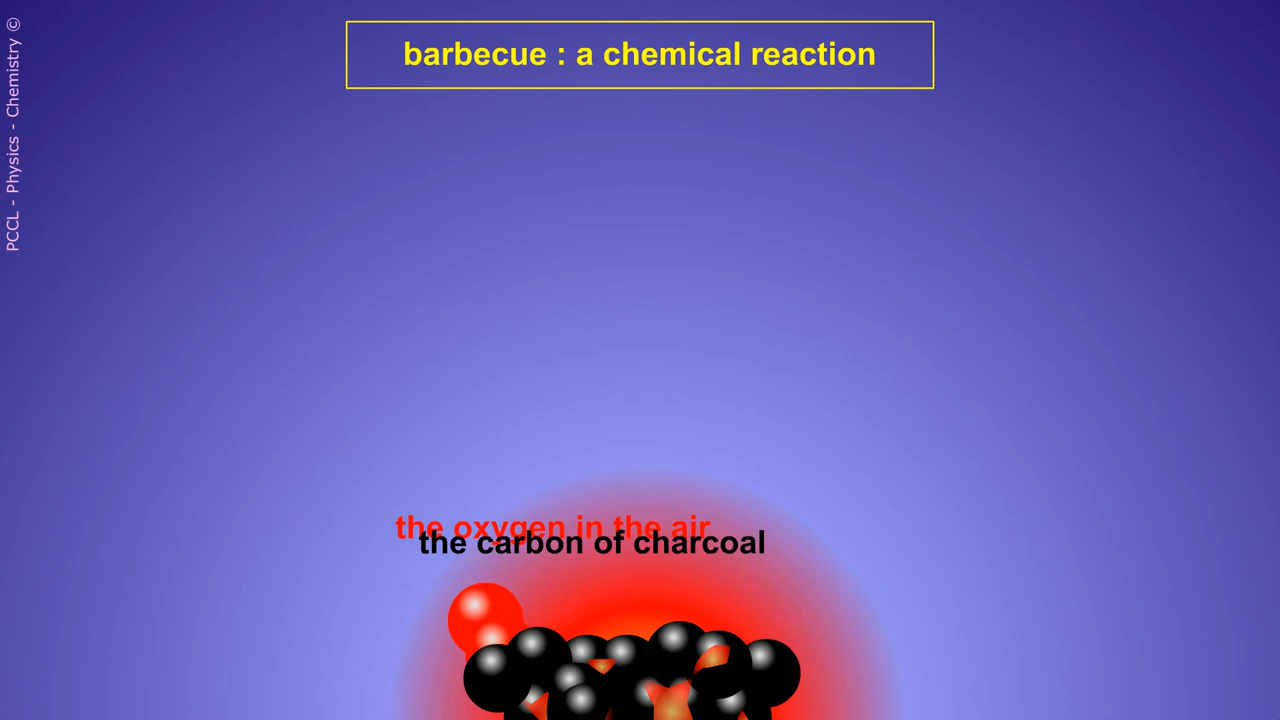 barbecue : a chemical reaction
PCCL - Physics - Chemistry ©
the oxygen in the air
the carbon of charcoal